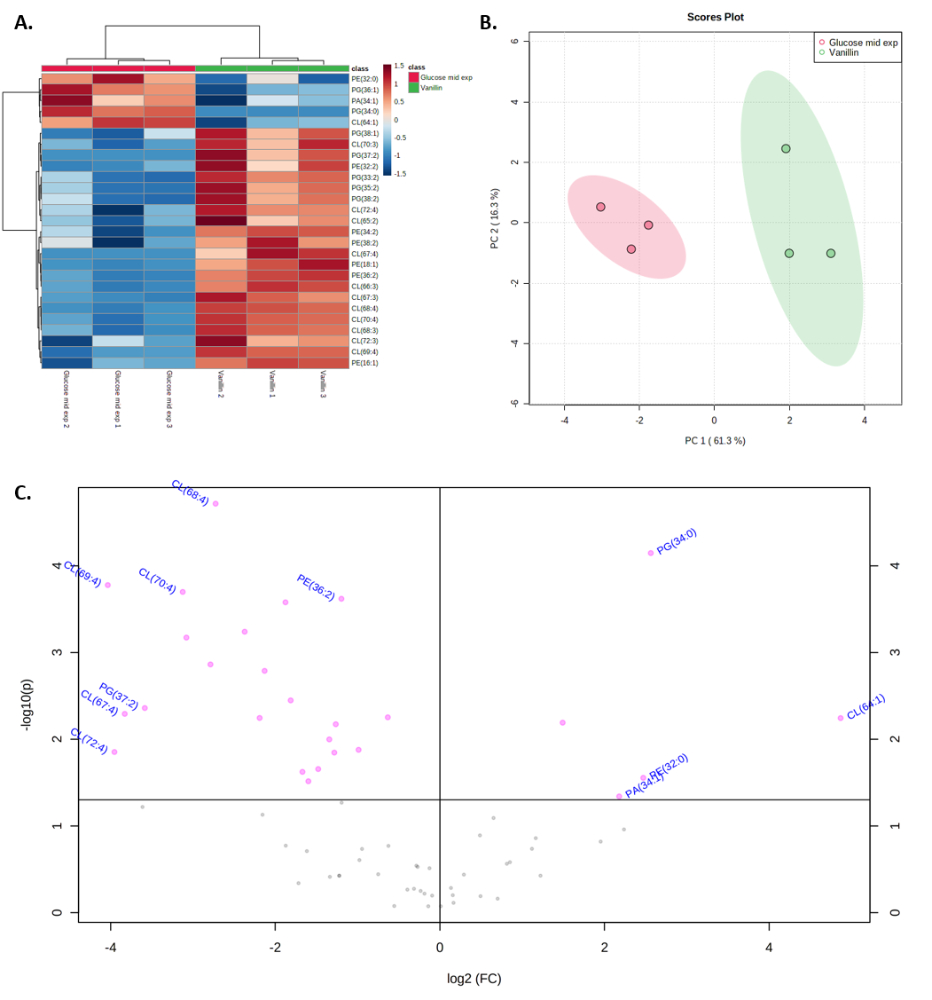 A.
class
PE(32:0)
PG(36:1)
PA(34:1)
PG(34:0)
CL(64:1)
PG(38:1)
CL(70:3)
PG(37:2)
PE(32:2)
PG(33:2)
PG(35:2)
PG(38:2)
CL(72:4)
CL(65:2)
PE(34:2)
PE(38:2)
CL(67:4)
PE(18:1)
PE(36:2)
CL(66:3)
CL(67:3)
CL(68:4)
CL(70:4)
CL(68:3)
CL(72:3)
CL(69:4)
PE(16:1)
1.5
1
0.5
0
-0.5
-1
-1.5
class
Glucose mid exp
Vanillin
Glucose mid exp 2
Glucose mid exp 1
Glucose mid exp 3
Vanillin 2
Vanillin 1
Vanillin 3
B.
Scores Plot
Glucose mid exp
Vanillin
PC 2 ( 16.3 %)
6
4
2
0
-2
-4
-6
-4
-2
0
2
4
PC 1 ( 61.3 %)
C.
CL(68:4)
PG(34:0)
CL(69:4)
CL(70:4)
PE(36:2)
PG(37:2)
CL(67:4)
CL(72:4)
CL(64:1)
PE(32:0)
PA(34:1)
-log10(p)
4
3
2
1
0
4
3
2
1
0
-4
-2
0
2
4
log2 (FC)